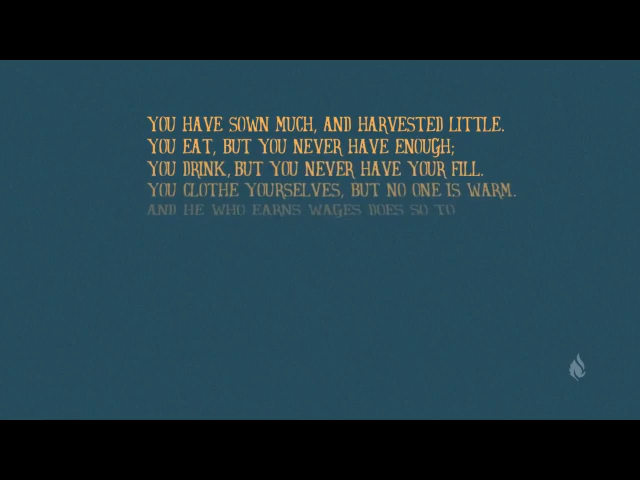 YOU HAVE SOWN MUCH, AND HARVESTED LITTLE.
YOU EAT, BUT YOU NEVER HAVE ENOUGH;
YOU DRINK, BUT YOU NEVER HAVE YOUR FILL.
YOU CLOTHE YOURSELVES, BUT NO ONE IS WARM.
AND HE WHO EARNS WAGES DOES SO TO